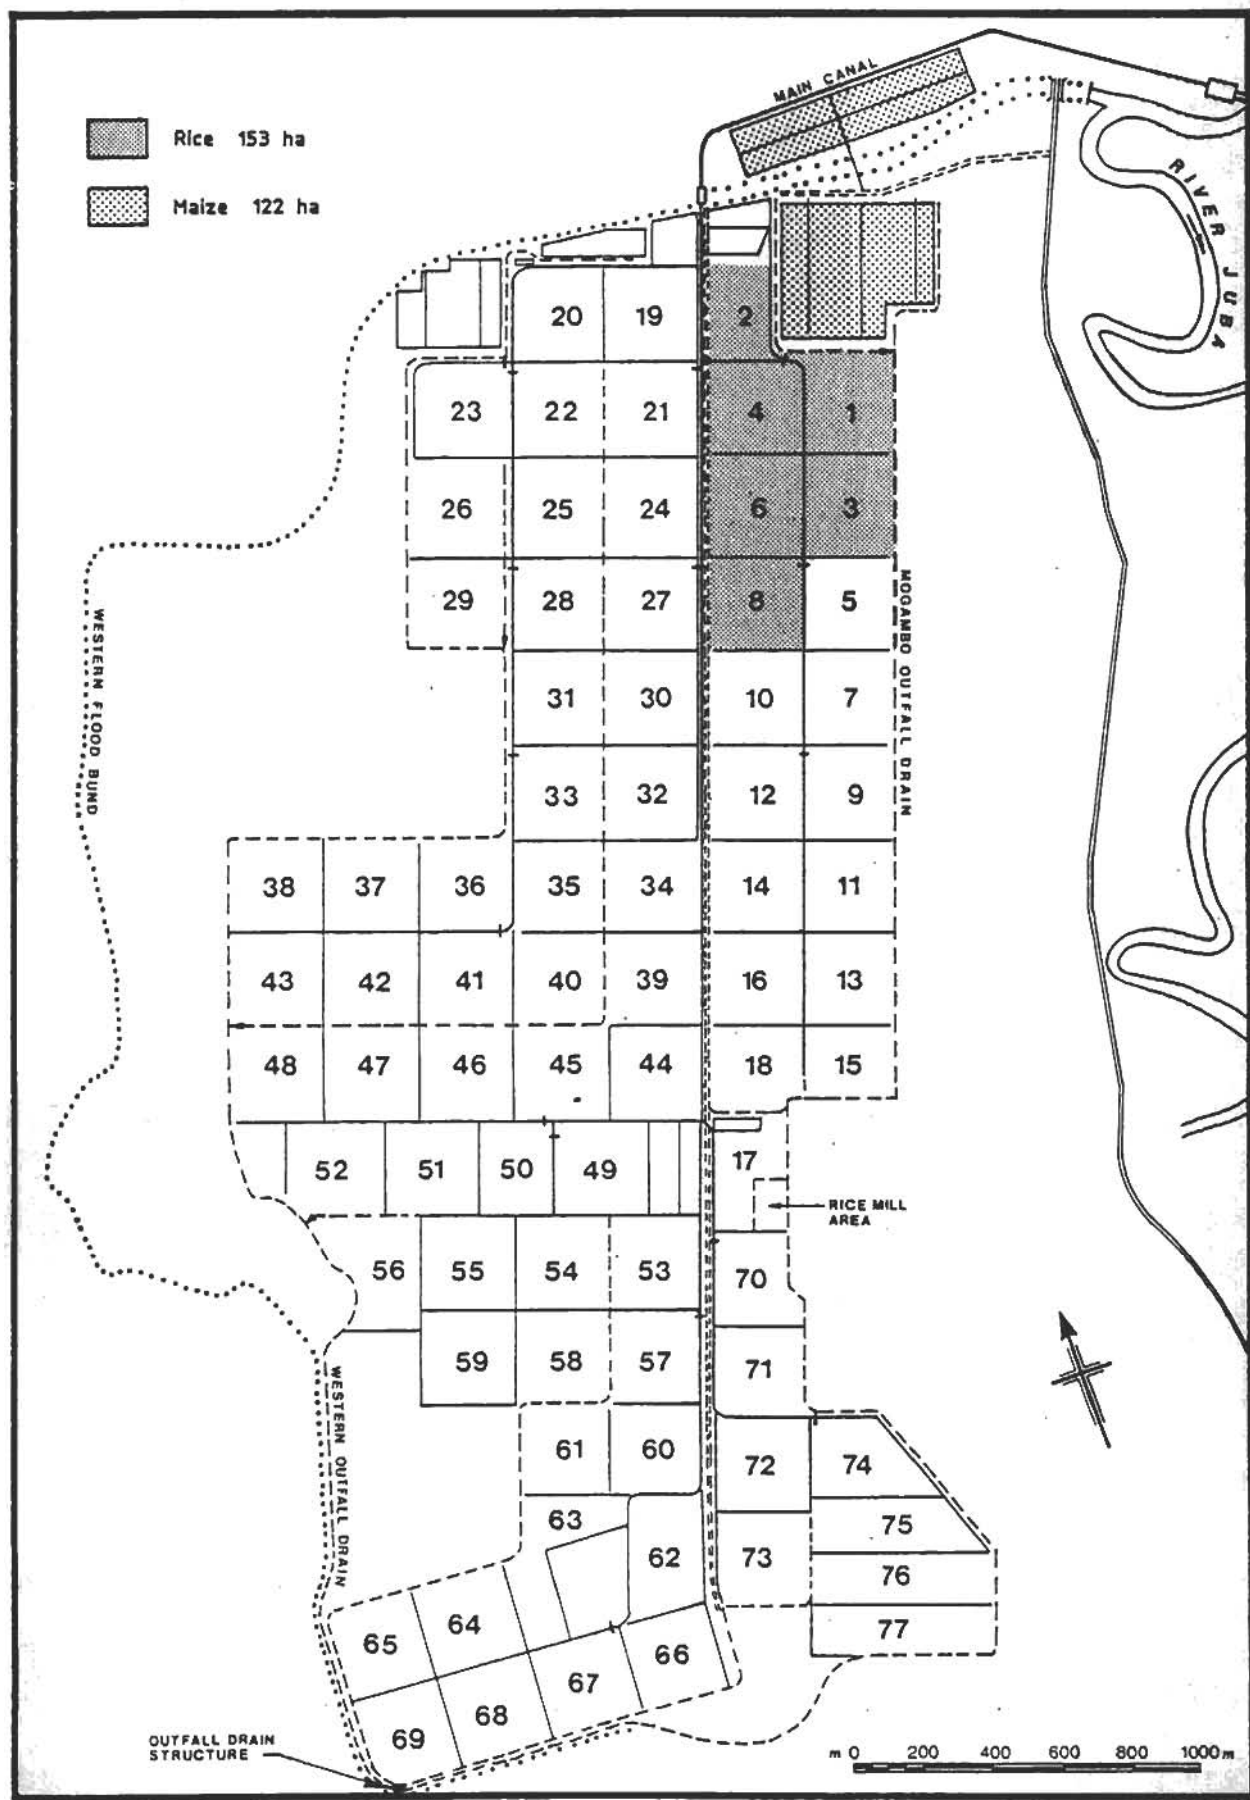 MAIN CANAL
Rice 153 ha
Maize 122 ha
RIVER JUBA
20 19 2
23 22 21 4 1
26 25 24 6 3
29 28 27 8 5
MOGAMBO OUTFALL DRAIN
WESTERN FLOOD BUND
31 30 10 7
33 32 12 9
38 37 36 35 34 14 11
43 42 41 40 39 16 13
48 47 46 45 44 18 15
52 51 50 49 17
RICE MILL
AREA
56 55 54 53 70
59 58 57 71
WESTERN OUTFALL DRAIN
61 60 72 74
63 75
62 73 76
65 64 77
67 66
69 68
OUTFALL DRAIN
STRUCTURE
m 0 200 400 600 800 1000m